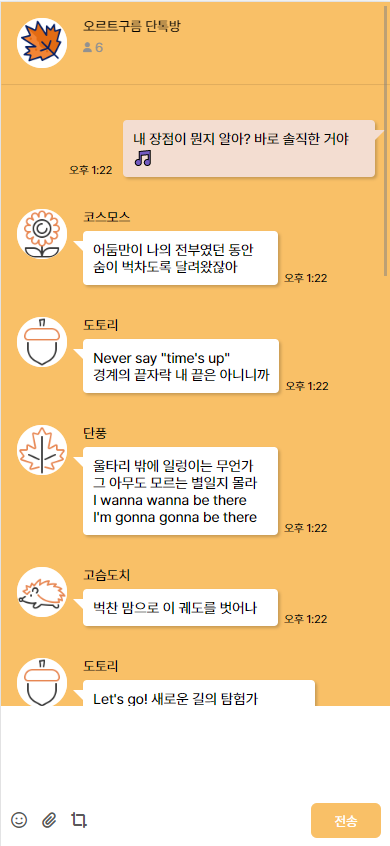 오르트구름 단톡방
6
내 장점이 뭔지 알아? 바로 솔직한 거야
🎵
오후 1:22
코스모스
어둠만이 나의 전부였던 동안
숨이 벅차도록 달려왔잖아
오후 1:22
도토리
Never say "time's up"
경계의 끝자락 내 끝은 아니니까
오후 1:22
단풍
울타리 밖에 일렁이는 무언가
그 아무도 모르는 별일지 몰라
I wanna wanna be there
I'm gonna gonna be there
오후 1:22
고슴도치
벅찬 맘으로 이 궤도를 벗어나
오후 1:22
도토리
Let's go! 새로운 길의 탐험가
전송